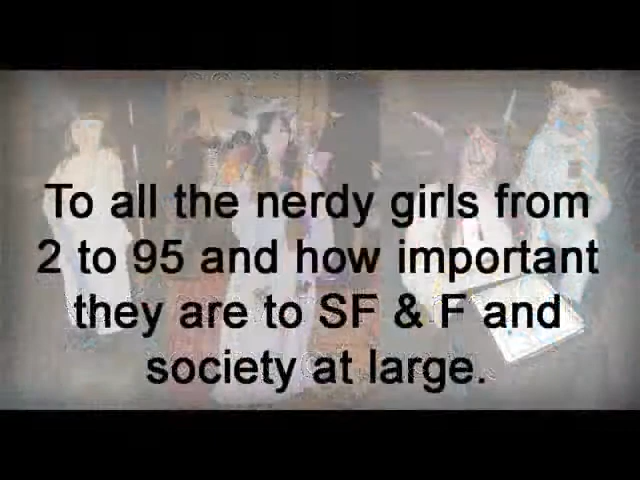 To all the nerdy girls from
2 to 95 and how important
they are to SF & F and
society at large.